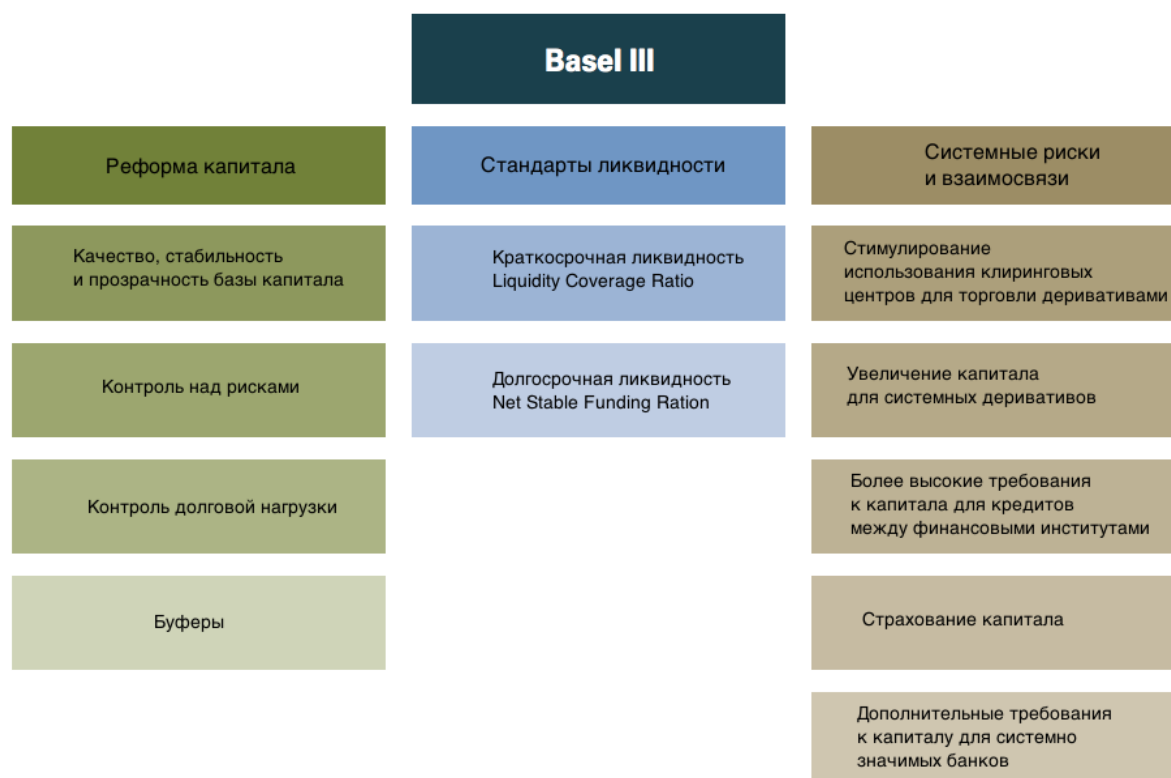 Basel III
Реформа капитала
Качество, стабильность
и прозрачность базы капитала
Контроль над рисками
Контроль долговой нагрузки
Буферы
Стандарты ликвидности
Краткосрочная ликвидность
Liquidity Coverage Ratio
Долгосрочная ликвидность
Net Stable Funding Ration
Системные риски
и взаимосвязи
Стимулирование
использования клиринговых
центров для торговли деривативами
Увеличение капитала
для системных деривативов
Более высокие требования
к капитала для кредитов
между финансовыми институтами
Страхование капитала
Дополнительные требования
к капиталу для системно
значимых банков